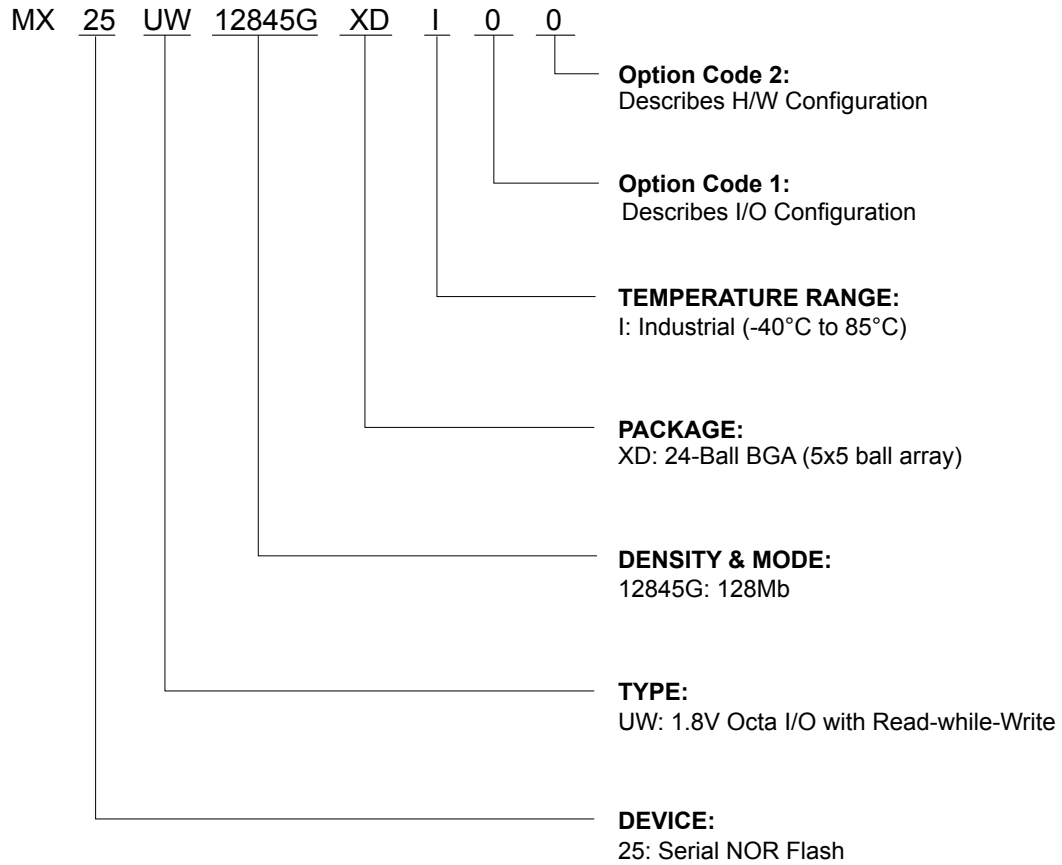 MX 25 UW 12845G XD I 0 0
Option Code 2:
Describes H/W Configuration
Option Code 1:
Describes I/O Configuration
TEMPERATURE RANGE:
I: Industrial (-40°C to 85°C)
PACKAGE:
XD: 24-Ball BGA (5x5 ball array)
DENSITY & MODE:
12845G: 128Mb
TYPE:
UW: 1.8V Octa I/O with Read-while-Write
DEVICE:
25: Serial NOR Flash